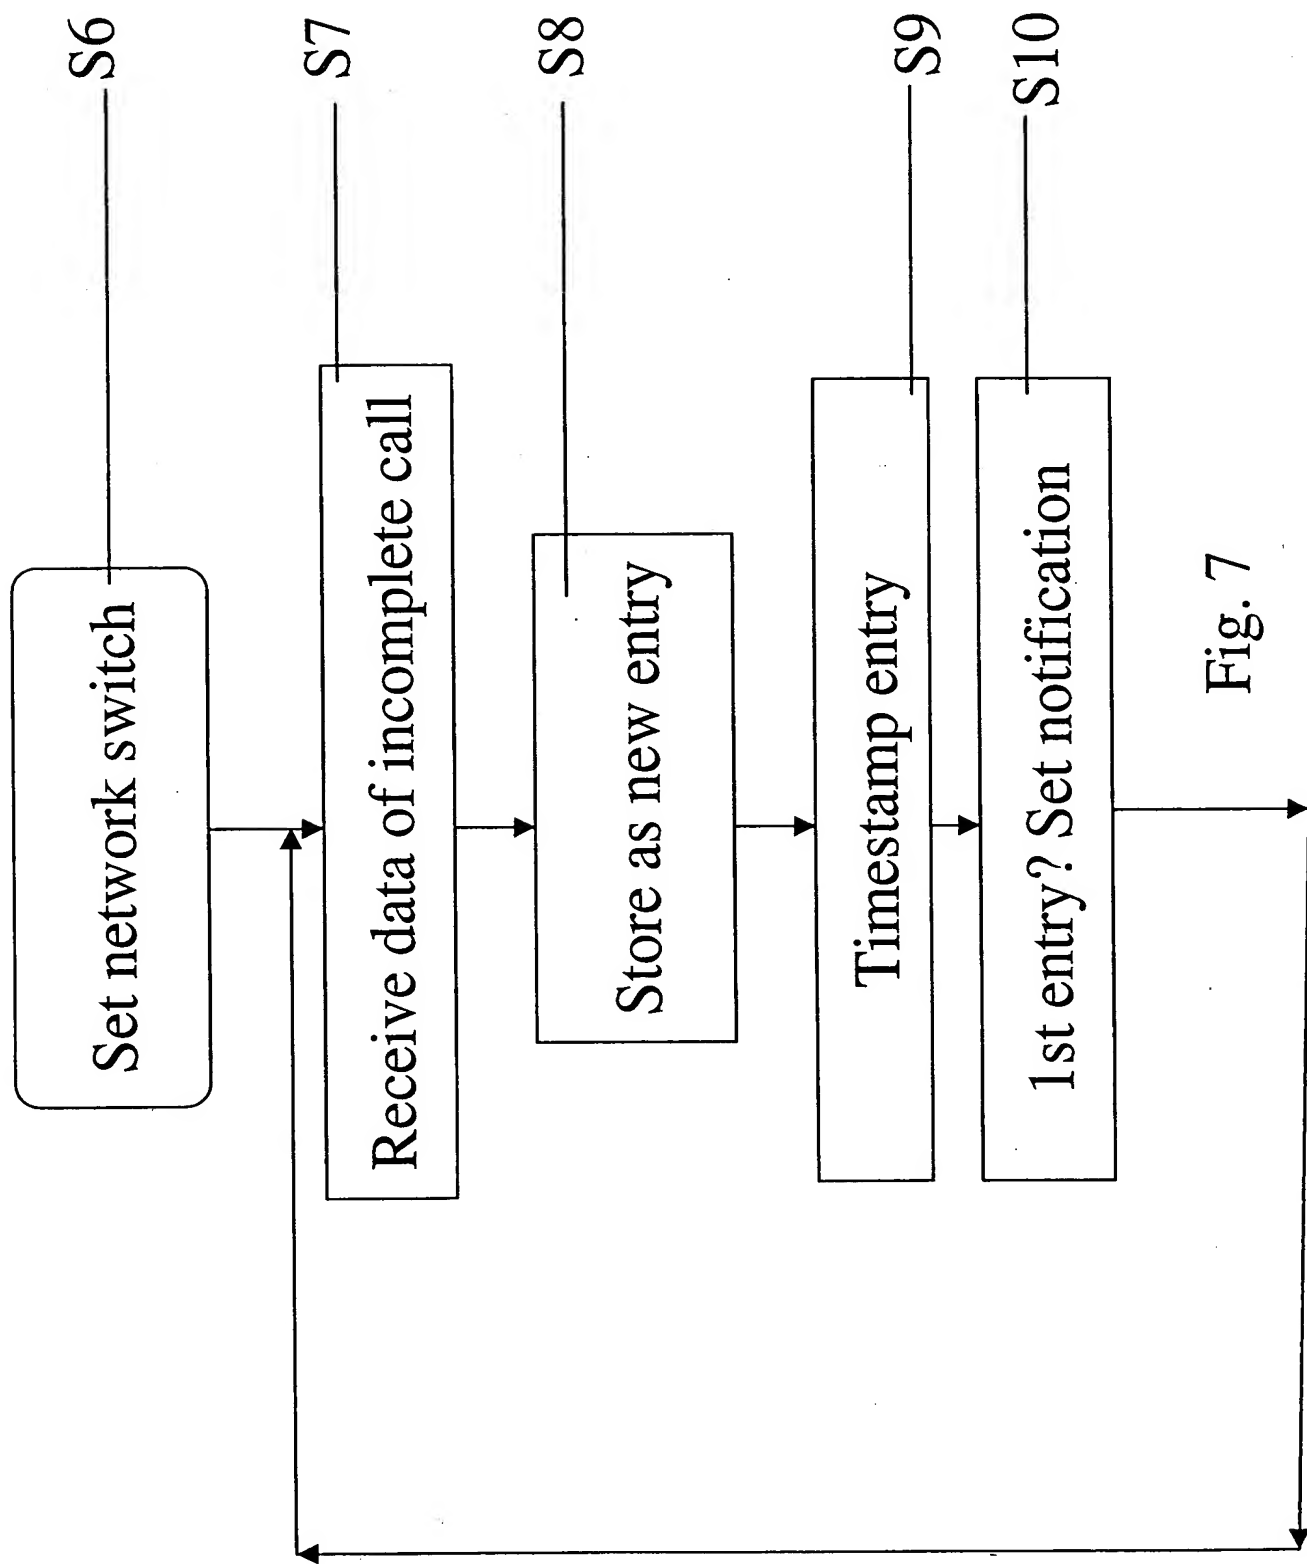 Set network switch
S6
Receive data of incomplete call
S7
Store as new entry
S8
Timestamp entry
S9
1st entry? Set notification
S10
Fig. 7